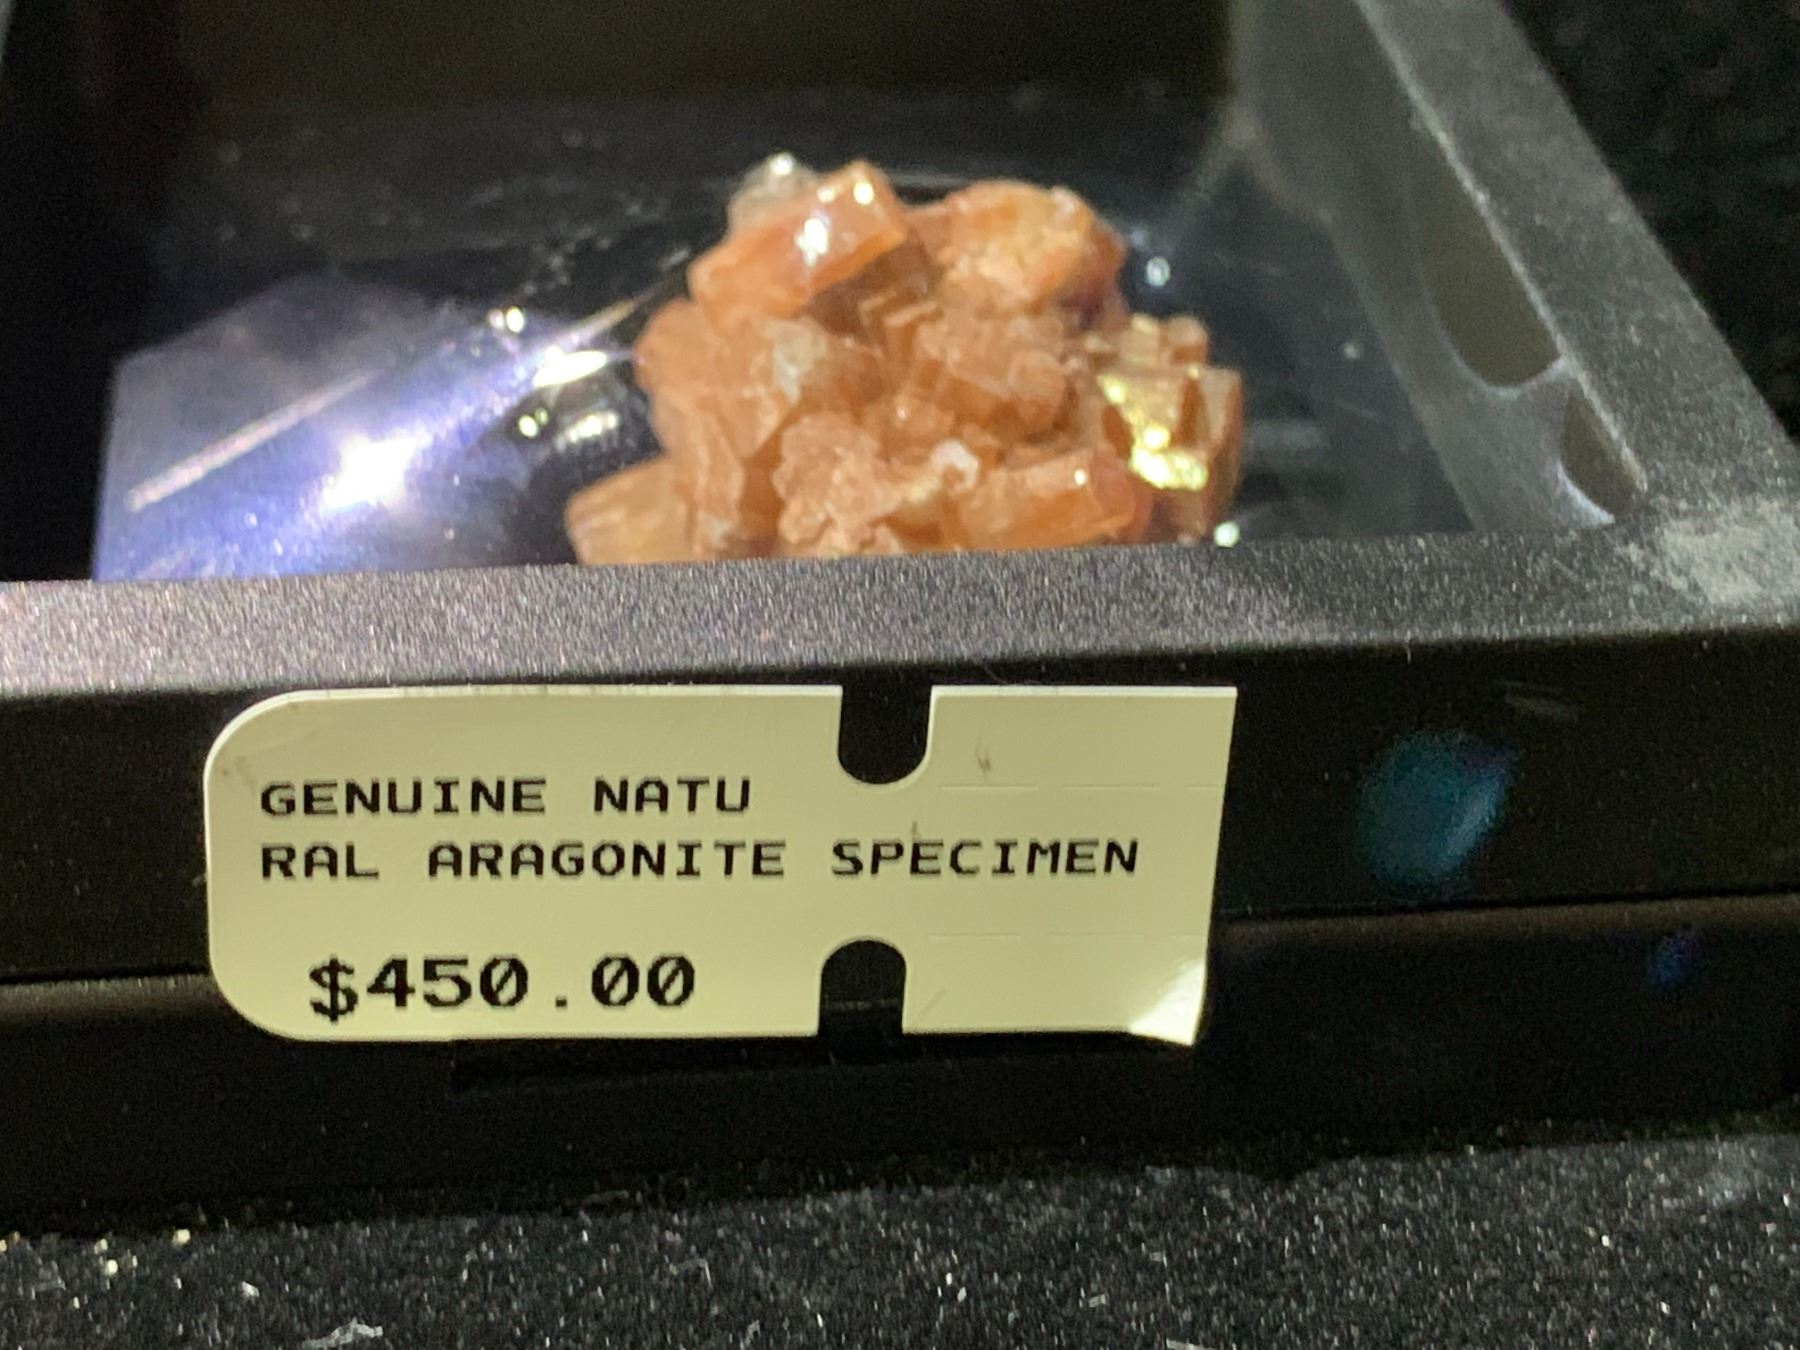 GENUINE NATU
RAL ARAGONITE SPECIMEN
$450.00